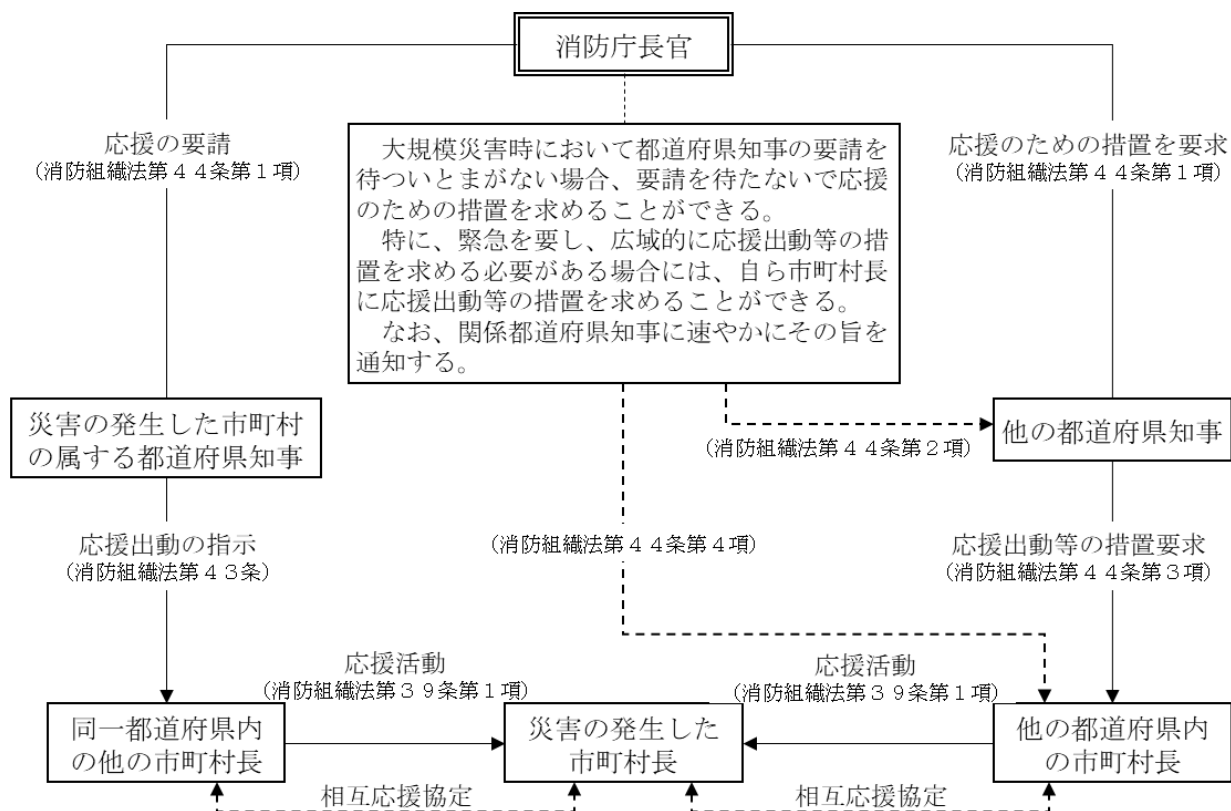 消防庁長官
応援の要請
(消防組織法第４４条第１項)
大規模災害時において都道府県知事の要請を
待ついとまがない場合、要請を待たないで応援
のための措置を求めることができる。
特に、緊急を要し、広域的に応援出動等の措
置を求める必要がある場合には、自ら市町村長
に応援出動等の措置を求めることができる。
なお、関係都道府県知事に速やかにその旨を
通知する。
応援のための措置を要求
(消防組織法第４４条第１項)
災害の発生した市町村
の属する都道府県知事
(消防組織法第４４条第２項)
他の都道府県知事
応援出動の指示
(消防組織法第４３条)
(消防組織法第４４条第４項)
応援出動等の措置要求
(消防組織法第４４条第３項)
応援活動
(消防組織法第３９条第１項)
応援活動
(消防組織法第３９条第１項)
同一都道府県内
の他の市町村長
災害の発生した
市町村長
他の都道府県内
の市町村長
相互応援協定
相互応援協定